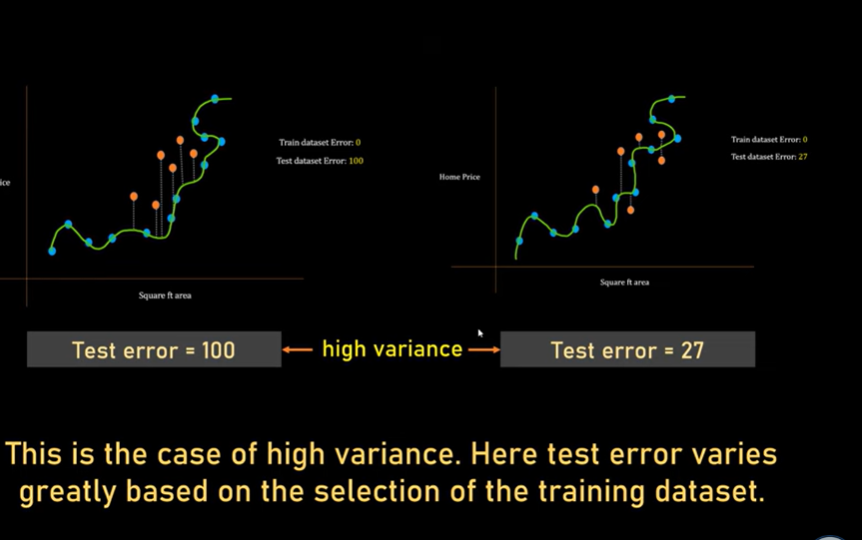 Train dataset Error: 0
Test dataset Error: 100
ice
Square ft area
Train dataset Error: 0
Test dataset Error: 27
Home Price
Square ft area
Test error = 100
high variance
Test error = 27
This is the case of high variance. Here test error varies
greatly based on the selection of the training dataset.